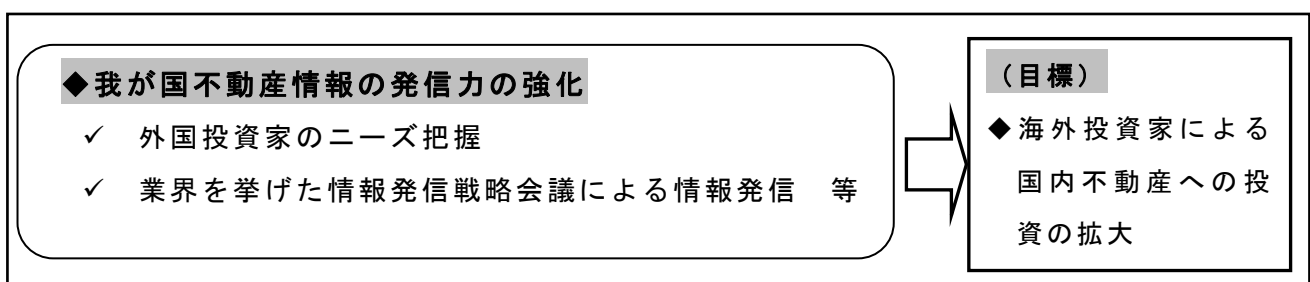 ◆我が国不動産情報の発信力の強化
✓ 外国投資家のニーズ把握
✓ 業界を挙げた情報発信戦略会議による情報発信　等
（目標）
◆海外投資家による
国内不動産への投
資の拡大